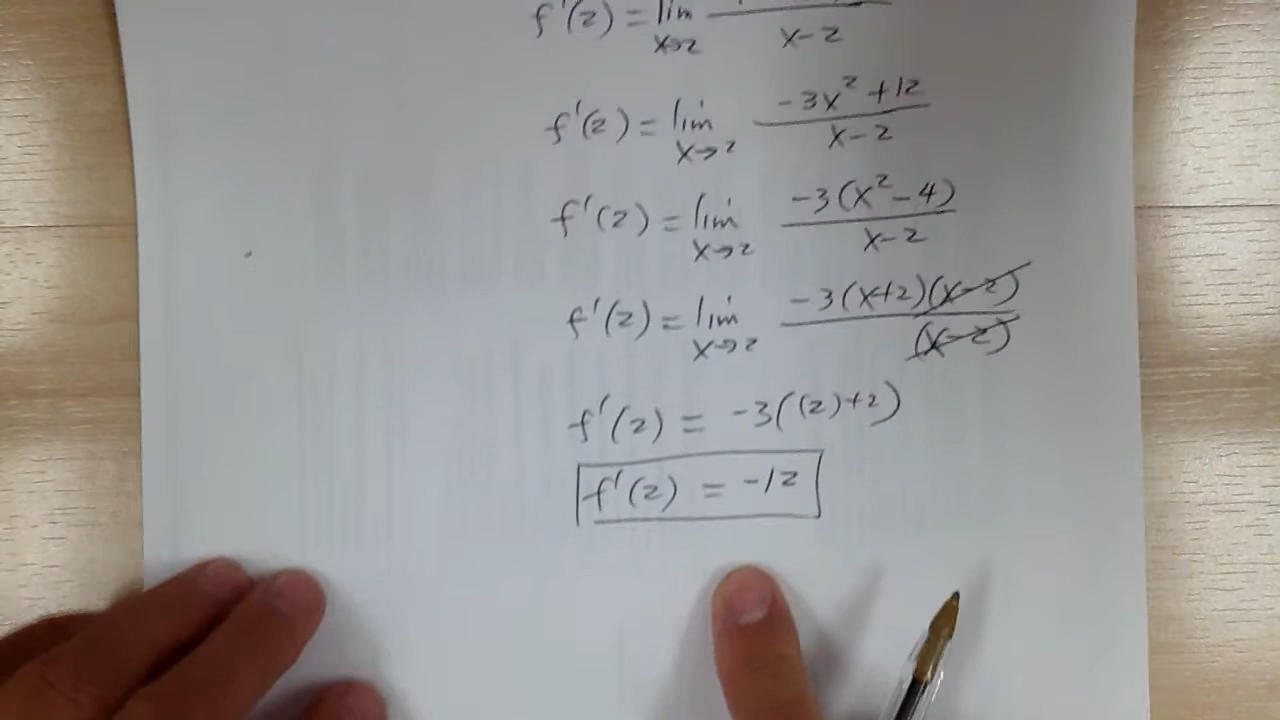 f'(2) = lim x→2 x-2
f'(2) = lim x→2 -3x² +12 / x-2
f'(2) = lim x→2 -3(x²-4) / x-2
f'(2) = lim x→2 -3(x+2)(x-2) / (x-2)
f'(2) = -3((2)+2)
f'(2) = -12